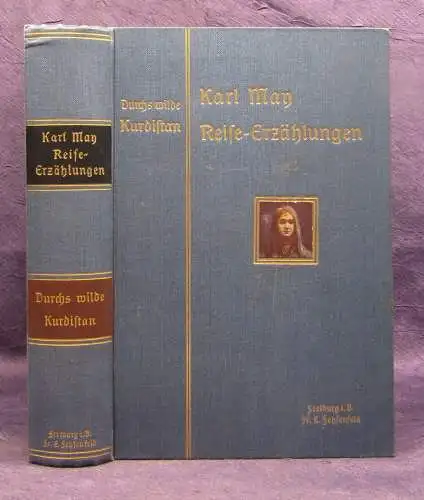 Karl May
Reise-
Erzählungen
Durchs wilde
Kurdistan
Freiburg i.B.
Fr. E. Fehsenfeld
Durchs wilde
Kurdistan
Karl May
Reise-Erzählungen
Freiburg i.B.
Fr. E. Fehsenfeld